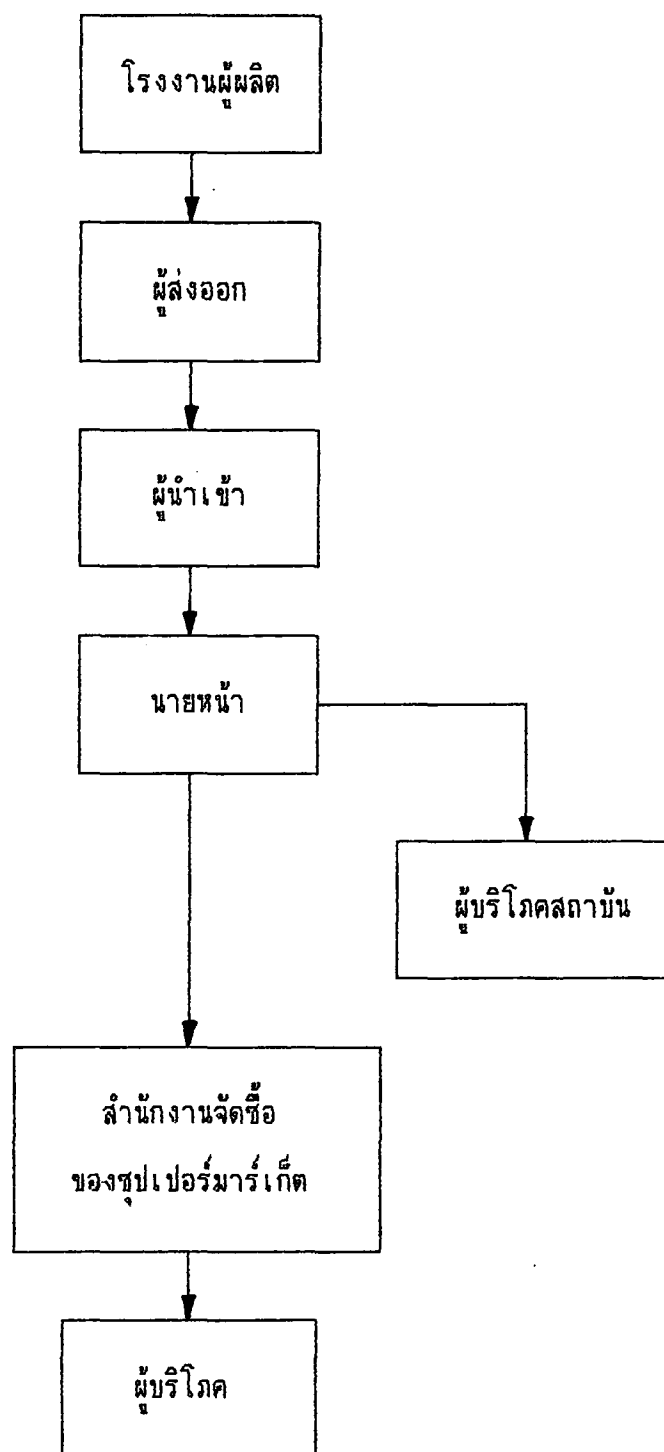 โรงงานผู้ผลิต
ผู้ส่งออก
ผู้นำเข้า
นายหน้า
ผู้บริโภคสถาบัน
สำนักงานจัดซื้อ
ของซุปเปอร์มาร์เก็ต
ผู้บริโภค